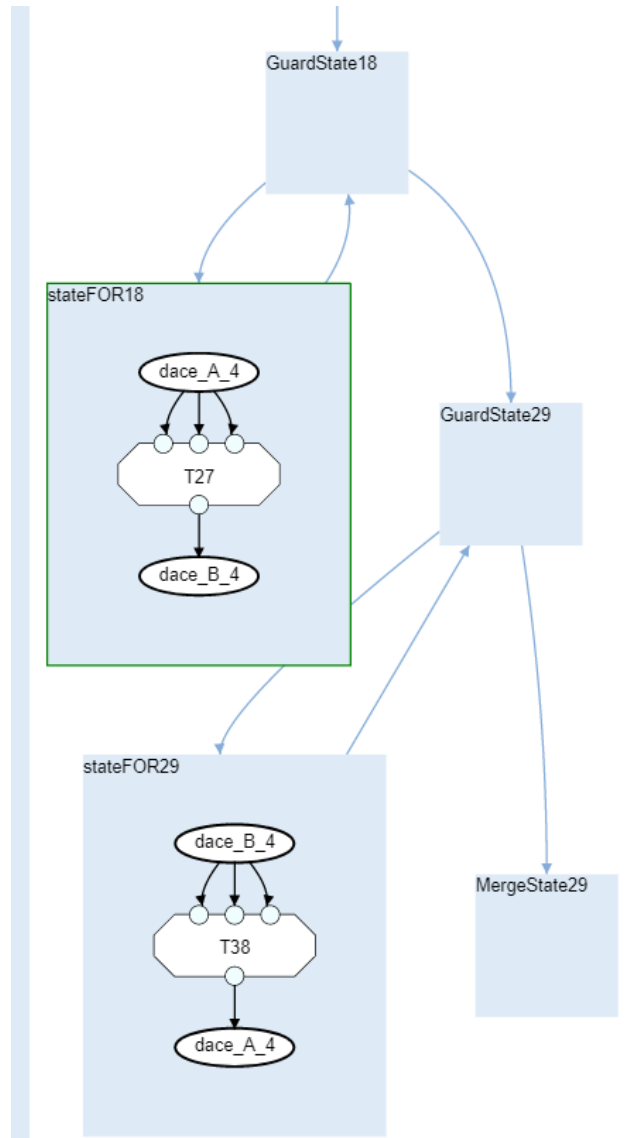 GuardState18
stateFOR18
dace_A_4
T27
dace_B_4
GuardState29
stateFOR29
dace_B_4
T38
dace_A_4
MergeState29